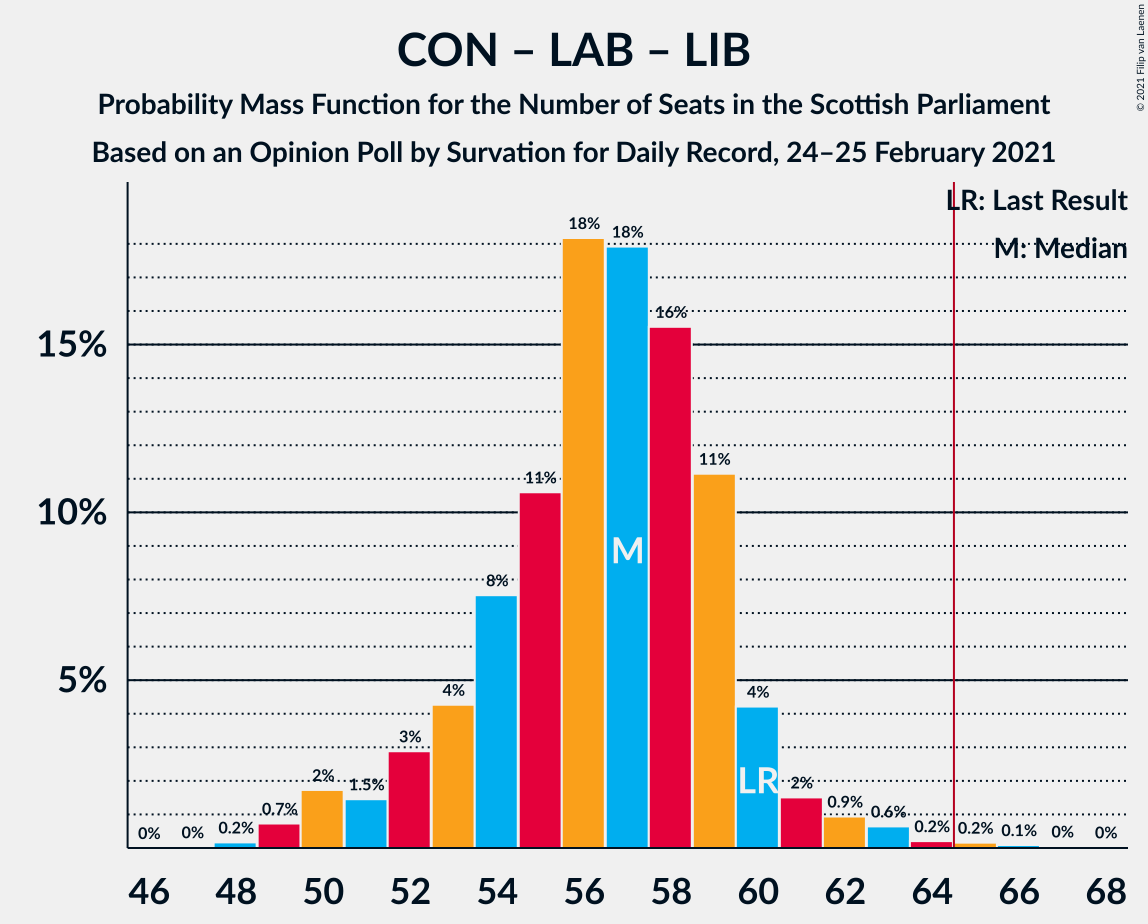 CON – LAB – LIB
Probability Mass Function for the Number of Seats in the Scottish Parliament
Based on an Opinion Poll by Survation for Daily Record, 24–25 February 2021
© 2021 Filip van Laenen
LR: Last Result
M: Median
15%
10%
5%
0%
0%
0.2%
0.7%
2%
1.5%
3%
4%
8%
11%
18%
18%
16%
11%
4%
2%
0.9%
0.6%
0.2%
0.2%
0.1%
0%
0%
M
LR
46 48 50 52 54 56 58 60 62 64 66 68